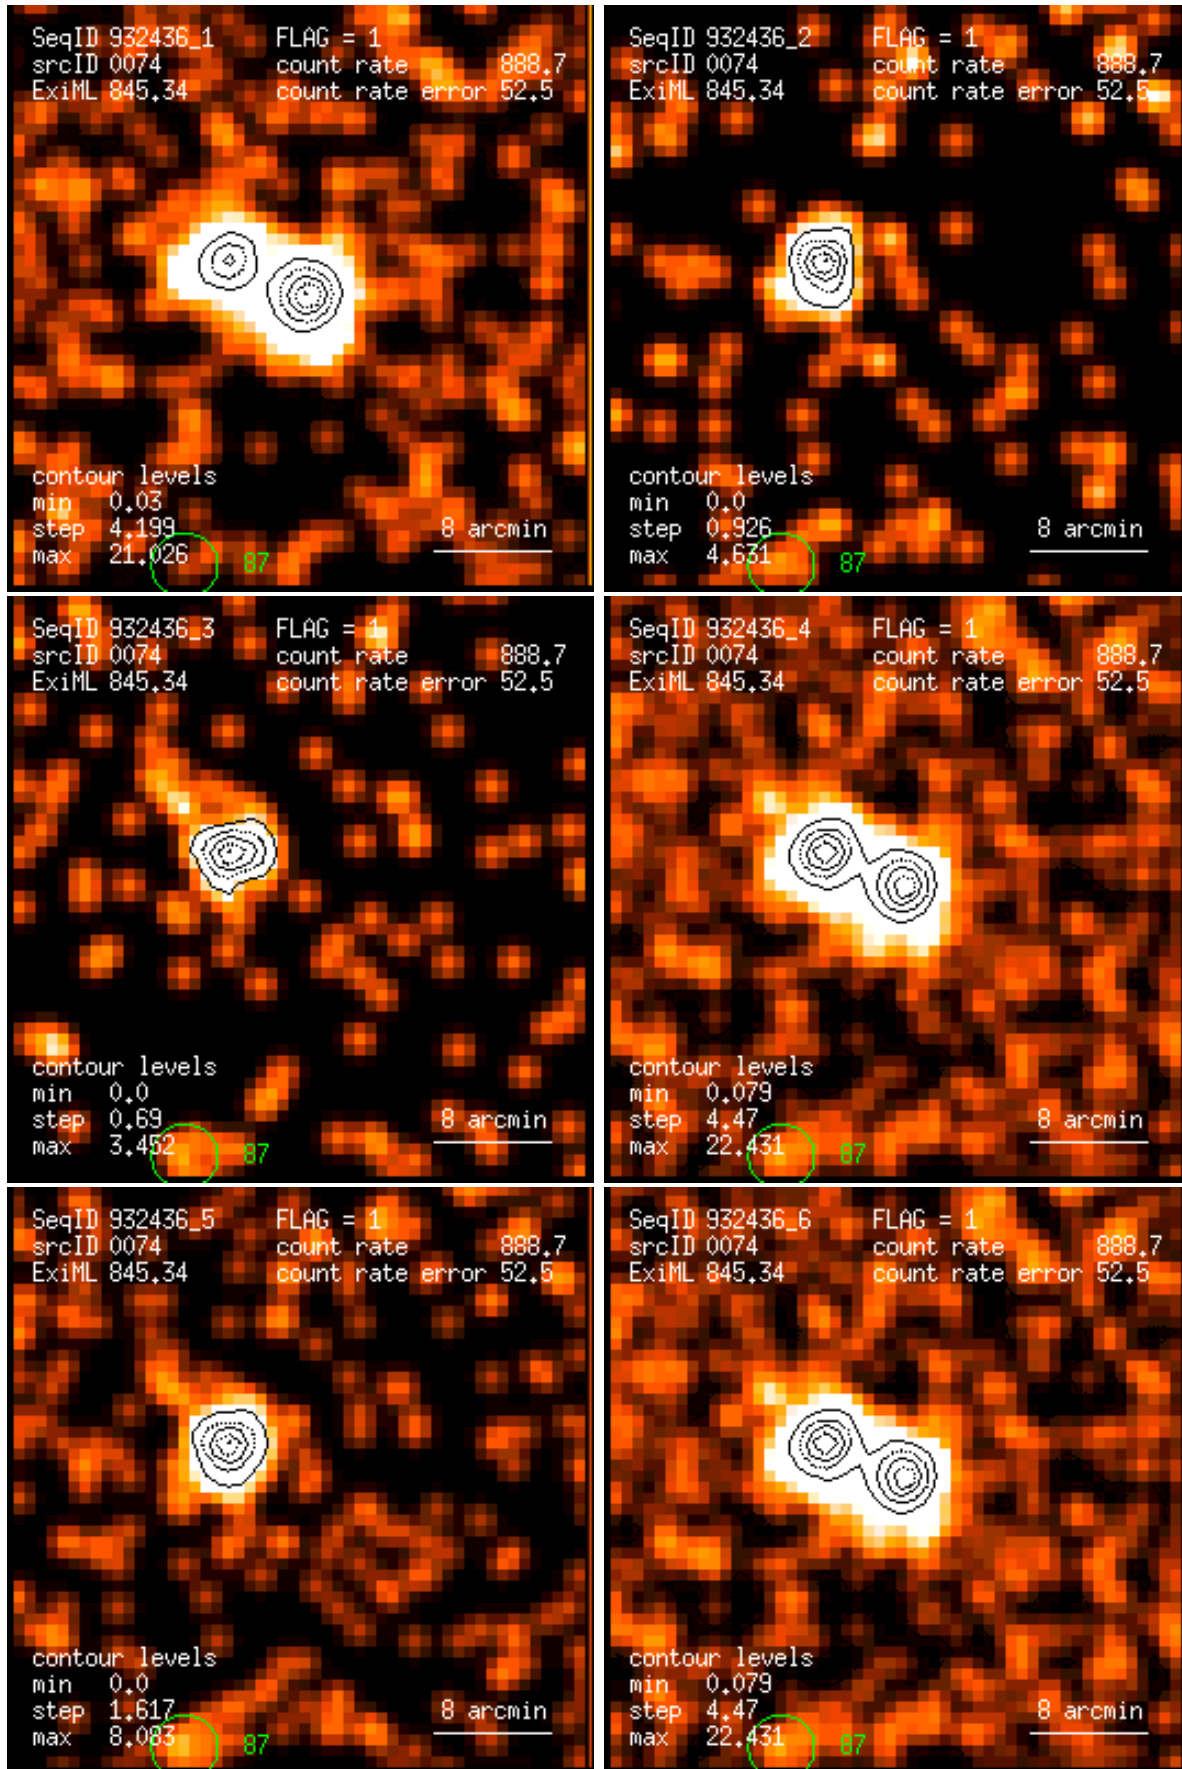 SeqID 932436_1 FLAG = 1
srcID 0074 count rate 888.7
ExiML 845.34 count rate error 52.5
contour levels
min 0.03
step 4.199
max 21.026
8 arcmin
87
SeqID 932436_2 FLAG = 1
srcID 0074 count rate 888.7
ExiML 845.34 count rate error 52.5
contour levels
min 0.0
step 0.926
max 4.631
8 arcmin
87
SeqID 932436_3 FLAG = 1
srcID 0074 count rate 888.7
ExiML 845.34 count rate error 52.5
contour levels
min 0.0
step 0.69
max 3.452
8 arcmin
87
SeqID 932436_4 FLAG = 1
srcID 0074 count rate 888.7
ExiML 845.34 count rate error 52.5
contour levels
min 0.079
step 4.47
max 22.431
8 arcmin
87
SeqID 932436_5 FLAG = 1
srcID 0074 count rate 888.7
ExiML 845.34 count rate error 52.5
contour levels
min 0.0
step 1.617
max 8.083
8 arcmin
87
SeqID 932436_6 FLAG = 1
srcID 0074 count rate 888.7
ExiML 845.34 count rate error 52.5
contour levels
min 0.079
step 4.47
max 22.431
8 arcmin
87